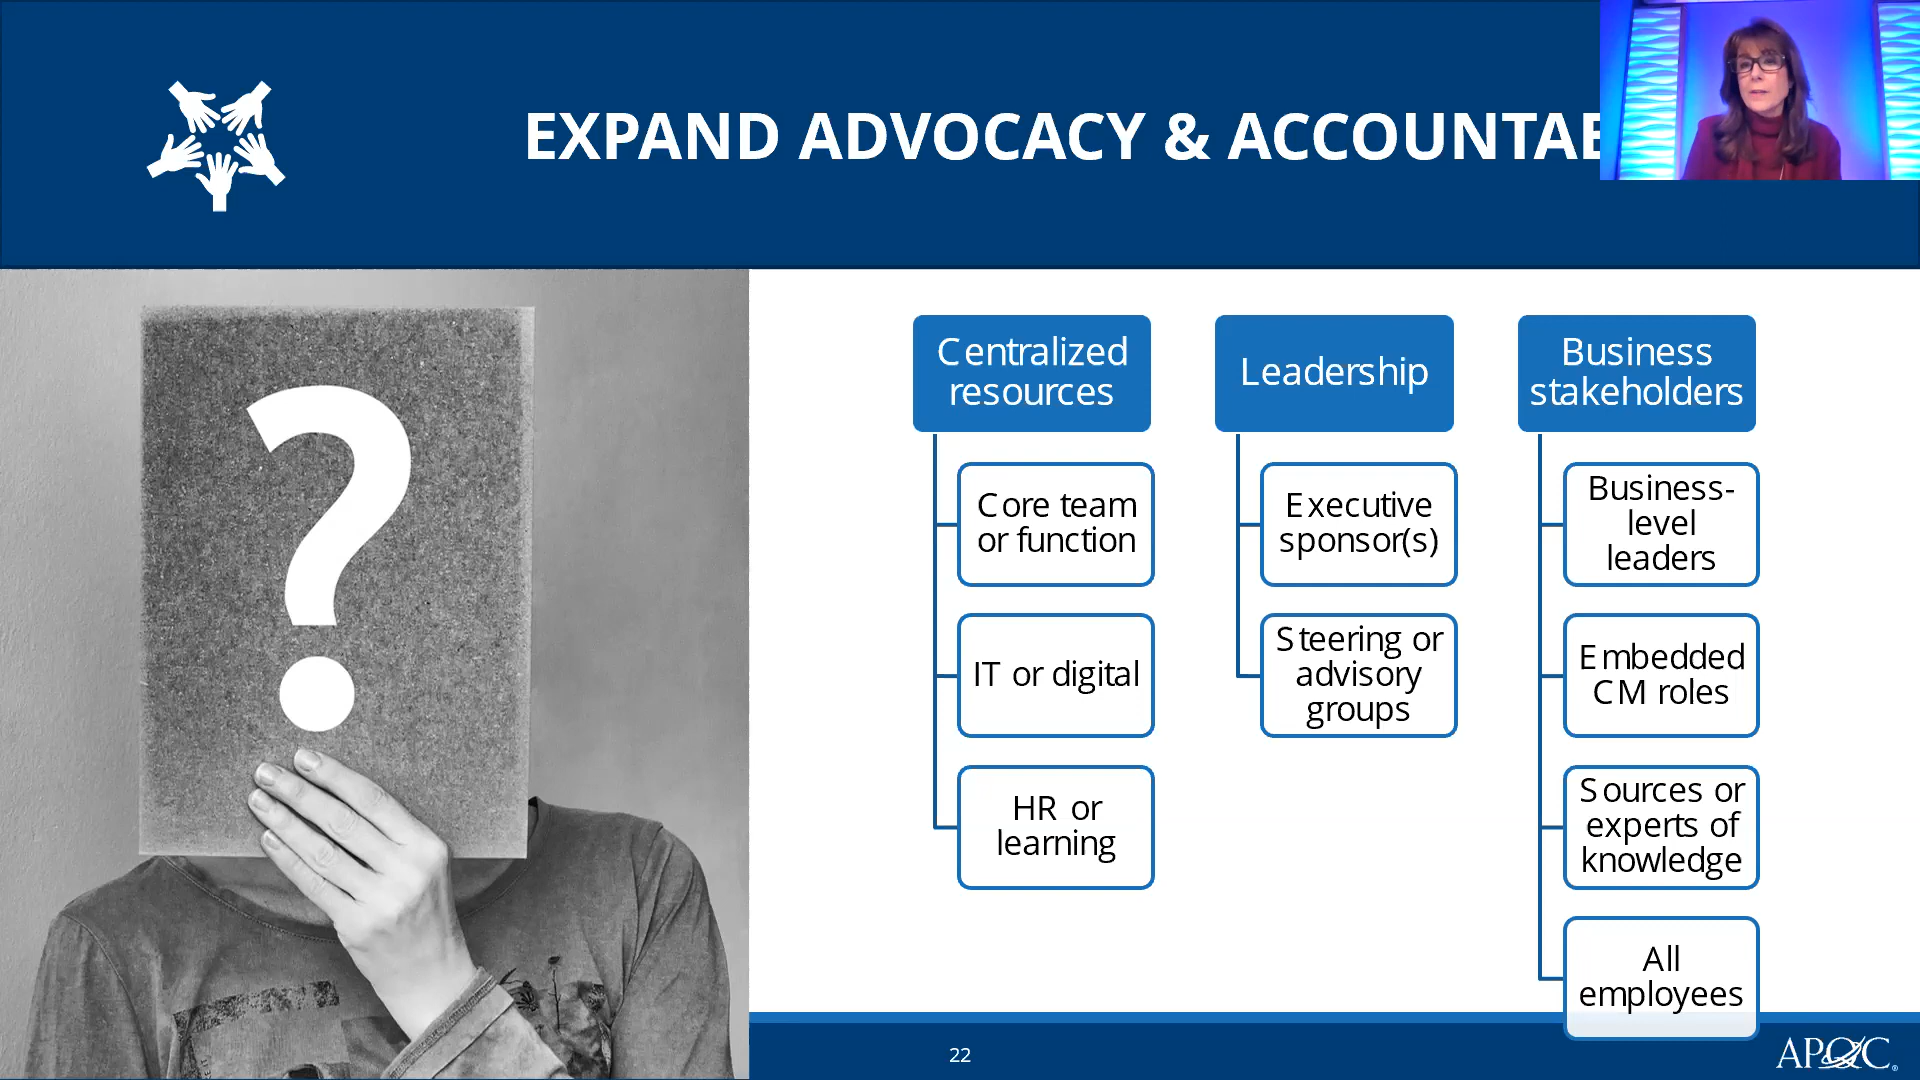 EXPAND ADVOCACY & ACCOUNTAB
?
Centralized
resources
Core team
or function
IT or digital
HR or
learning
Leadership
Executive
sponsor(s)
Steering or
advisory
groups
Business
stakeholders
Business-
level
leaders
Embedded
CM roles
Sources or
experts of
knowledge
All
employees
22
APQC®